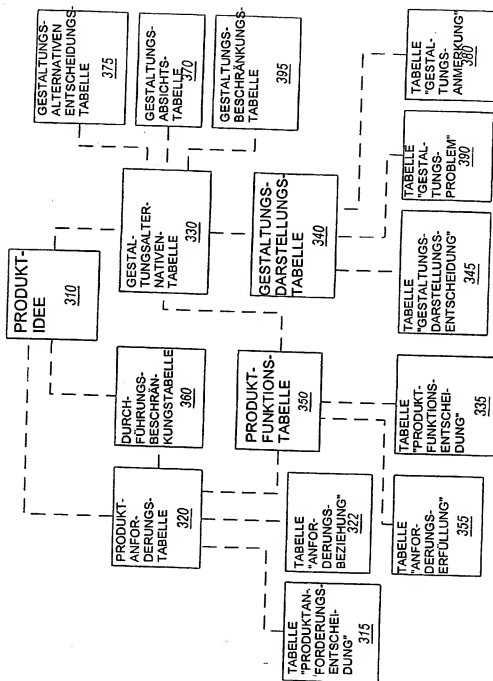 PRODUKT-
IDEE
310
GESTALTUNGS-
ALTERNATIVEN
ENTSCHEIDUNGS-
TABELLE
375
PRODUKT-
ANFOR-
DERUNGS-
TABELLE
320
DURCH-
FÜHRUNGS-
BESCHRÄN-
KUNGSTABELLE
360
GESTAL-
TUNGSALTER-
NATIVEN-
TABELLE
330
GESTALTUNGS-
ABSICHTS-
TABELLE
370
GESTALTUNGS-
BESCHRÄNKUNGS-
TABELLE
395
PRODUKT-
FUNKTIONS-
TABELLE
350
GESTALTUNGS-
DARSTELLUNGS-
TABELLE
340
TABELLE
"PRODUKTAN-
FORDERUNGS-
ENTSCHEI-
DUNG"
315
TABELLE
"ANFOR-
DERUNGS-
BEZIEHUNG"
322
TABELLE
"ANFOR-
DERUNGS-
ERFÜLLUNG"
355
TABELLE
"PRODUKT-
FUNKTIONS-
ENTSCHEI-
DUNG"
335
TABELLE
"GESTALTUNGS-
DARSTELLUNGS-
ENTSCHEIDUNG"
345
TABELLE
"GESTAL-
TUNGS-
PROBLEM"
390
TABELLE
"GESTAL-
TUNGS-
ANMERKUNG"
380